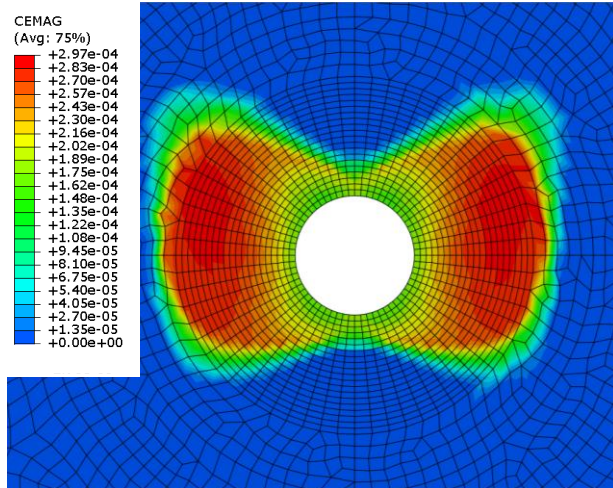 CEMAG
(Avg: 75%)
+2.97e-04
+2.83e-04
+2.70e-04
+2.57e-04
+2.43e-04
+2.30e-04
+2.16e-04
+2.02e-04
+1.89e-04
+1.75e-04
+1.62e-04
+1.48e-04
+1.35e-04
+1.22e-04
+1.08e-04
+9.45e-05
+8.10e-05
+6.75e-05
+5.40e-05
+4.05e-05
+2.70e-05
+1.35e-05
+0.00e+00